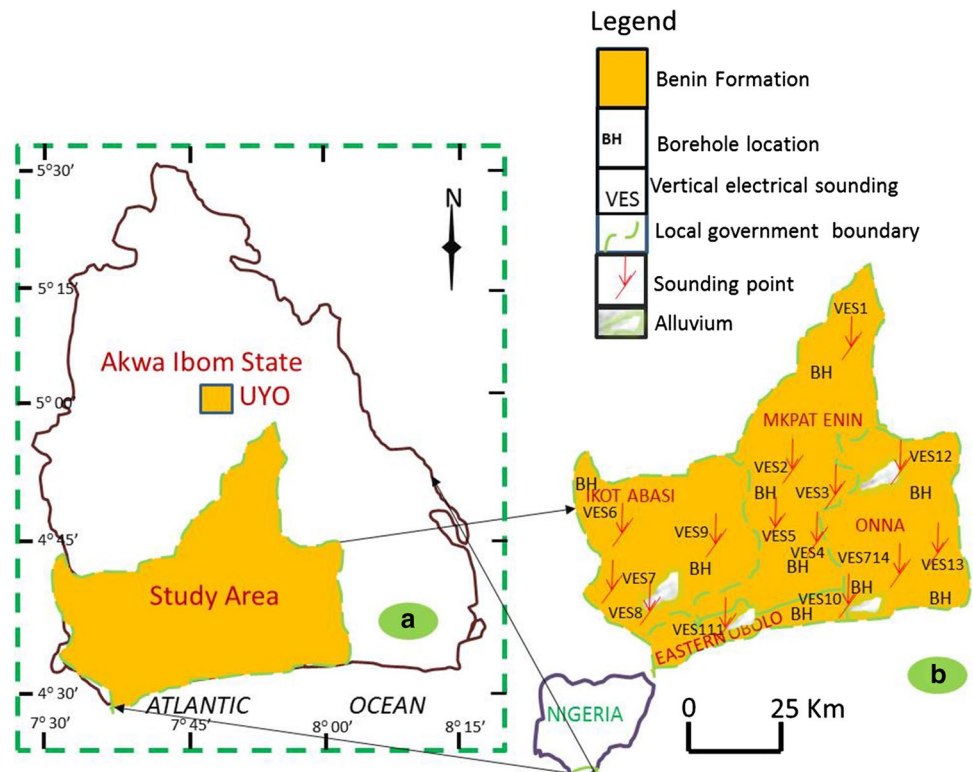 Legend
Benin Formation
BH Borehole location
VES Vertical electrical sounding
Local government boundary
Sounding point
Alluvium
5°30’
5°15’
5°00’
4°45’
4°30’
7°30’
7°45’
8°00’
8°15’
N
Akwa Ibom State
UYO
Study Area
a
ATLANTIC OCEAN
NIGERIA
VES1
BH
MKPAT ENIN
VES2
BH
VES3
VES12
BH
BH
IKOT ABASI
VES6
VES9
VES5
VES4
BH
ONNA
VES714
VES13
BH
VES7
BH
VES8
VES10
BH
BH
VES111
EASTERN OBOLO
b
0 25 Km